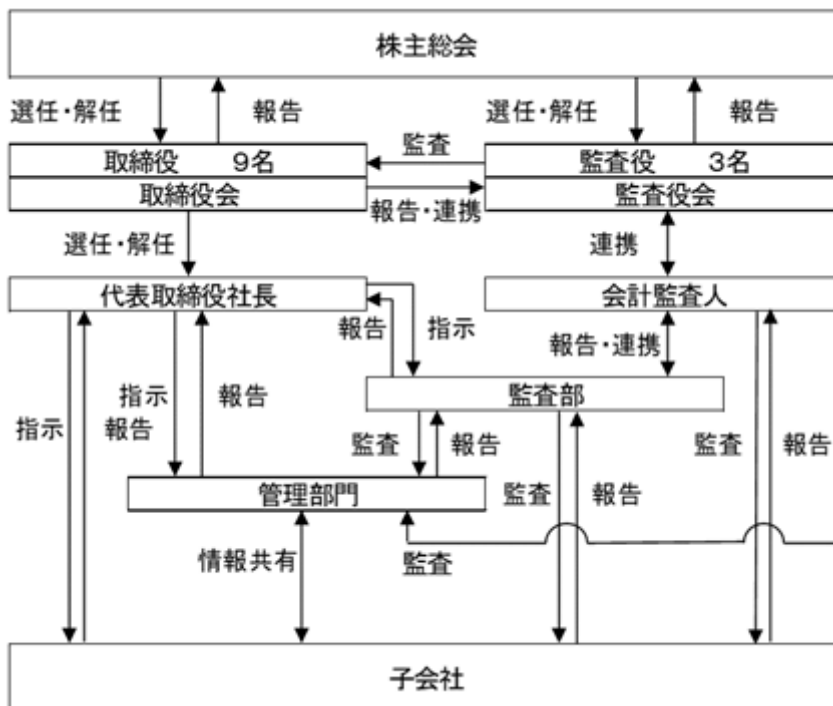 株主総会
選任・解任
報告
選任・解任
報告
取締役　9名
監査
監査役　3名
取締役会
報告・連携
監査役会
選任・解任
連携
代表取締役社長
会計監査人
報告
指示
報告・連携
監査部
指示
報告
指示
報告
監査
報告
監査
報告
監査
報告
管理部門
情報共有
監査
子会社